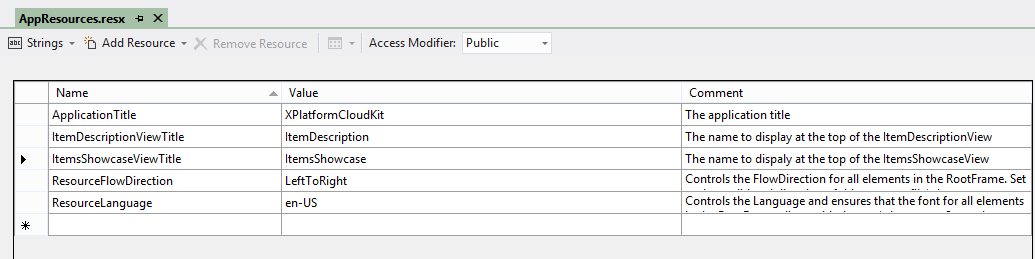 AppResources.resx
abc Strings Add Resource Remove Resource Access Modifier: Public
Name Value Comment
ApplicationTitle XPlatformCloudKit The application title
ItemDescriptionViewTitle ItemDescription The name to display at the top of the ItemDescriptionView
ItemsShowcaseViewTitle ItemsShowcase The name to dispaly at the top of the ItemsShowcaseView
ResourceFlowDirection LeftToRight Controls the FlowDirection for all elements in the RootFrame. Set
ResourceLanguage en-US Controls the Language and ensures that the font for all elements